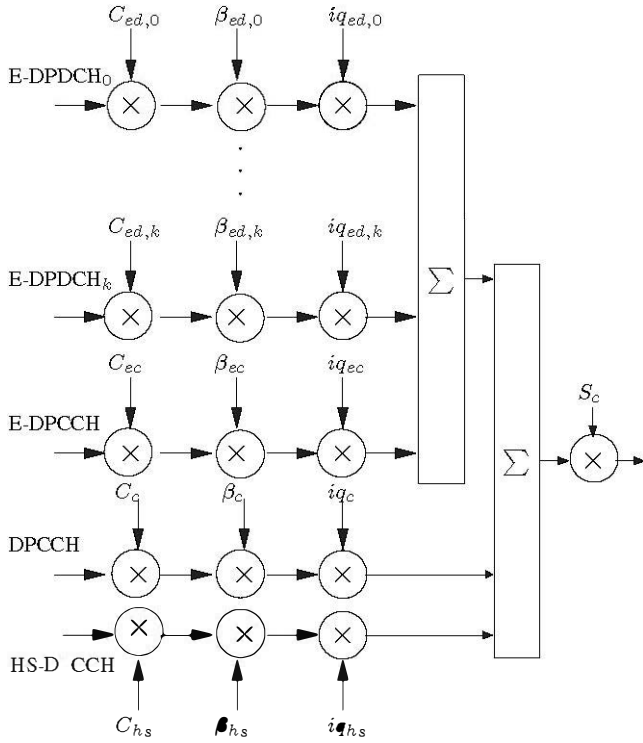 C_{ed,0} β_{ed,0} iq_{ed,0}
E-DPDCH_0
× × ×
C_{ed,k} β_{ed,k} iq_{ed,k}
E-DPDCH_k
× × ×
Σ
C_{ec} β_{ec} iq_{ec}
E-DPCCH
× × ×
S_c
Σ ×
C_c β_c iq_c
DPCCH
× × ×
× × ×
HS-D CCH
C_{hs} β_{hs} iq_{hs}